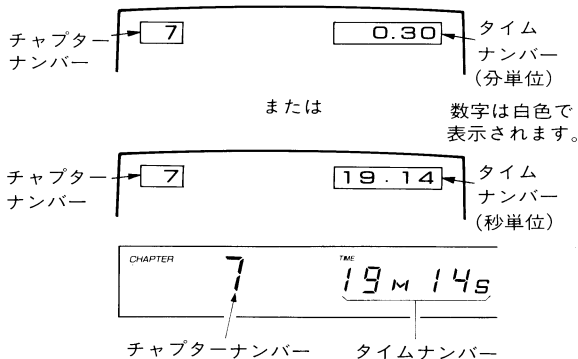 チャプター
ナンバー
7
0.30
タイム
ナンバー
(分単位)
または
数字は白色で
表示されます。
チャプター
ナンバー
7
19.14
タイム
ナンバー
(秒単位)
CHAPTER 7 TIME 19 M 14 S
チャプターナンバー タイムナンバー